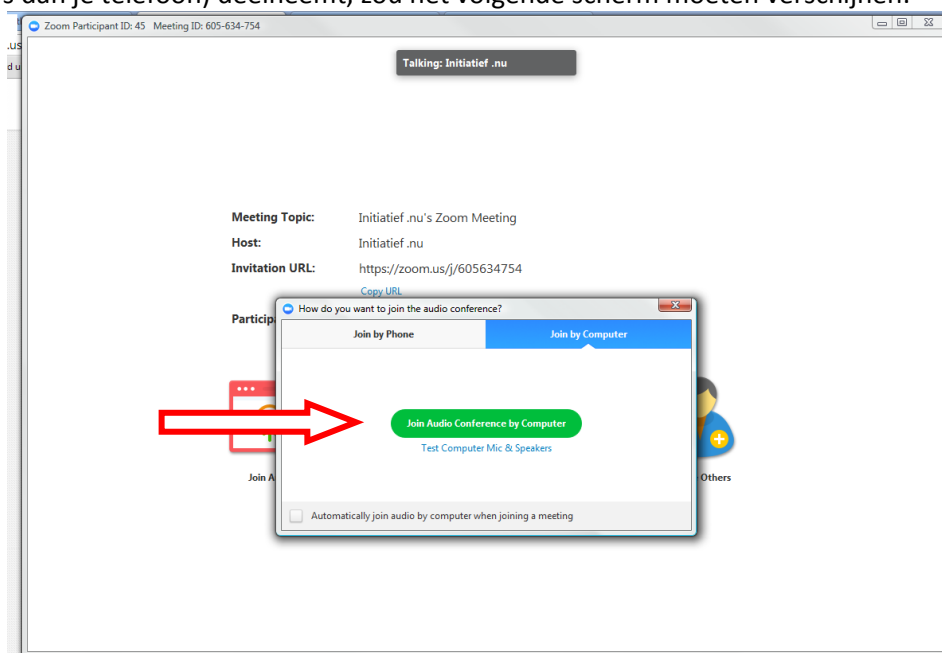 s dan je telefoon) deelneemt, zou het volgende scherm moeten verschijnen:
Zoom Participant ID: 45 Meeting ID: 605-634-754
.us
d u
Talking: Initiatief .nu
Meeting Topic: Initiatief .nu's Zoom Meeting
Host: Initiatief .nu
Invitation URL: https://zoom.us/j/605634754
Copy URL
Particip
How do you want to join the audio conference?
Join by Phone Join by Computer
Join Audio Conference by Computer
Test Computer Mic & Speakers
Join A
Others
Automatically join audio by computer when joining a meeting